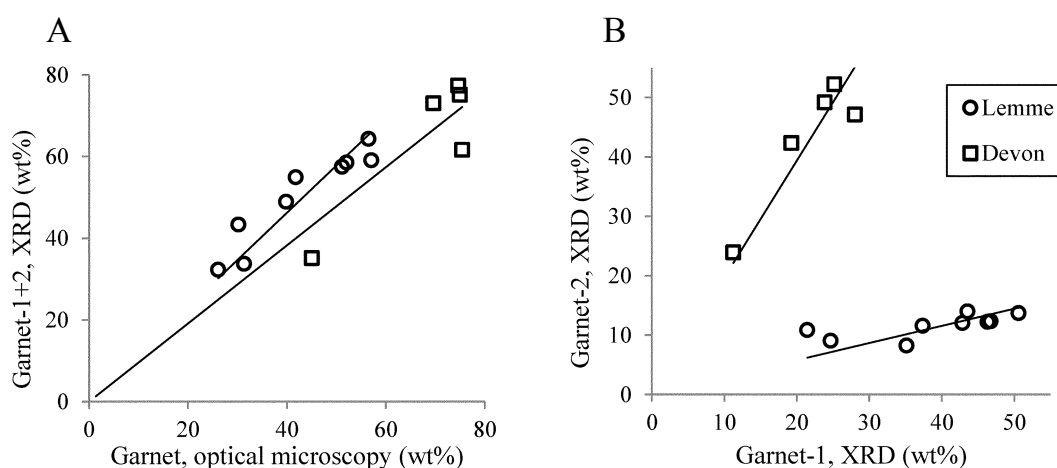 A
80
60
40
20
0
0 20 40 60 80
Garnet-1+2, XRD (wt%)
Garnet, optical microscopy (wt%)
B
50
40
30
20
10
0
0 10 20 30 40 50
Garnet-2, XRD (wt%)
Garnet-1, XRD (wt%)
Lemme
Devon